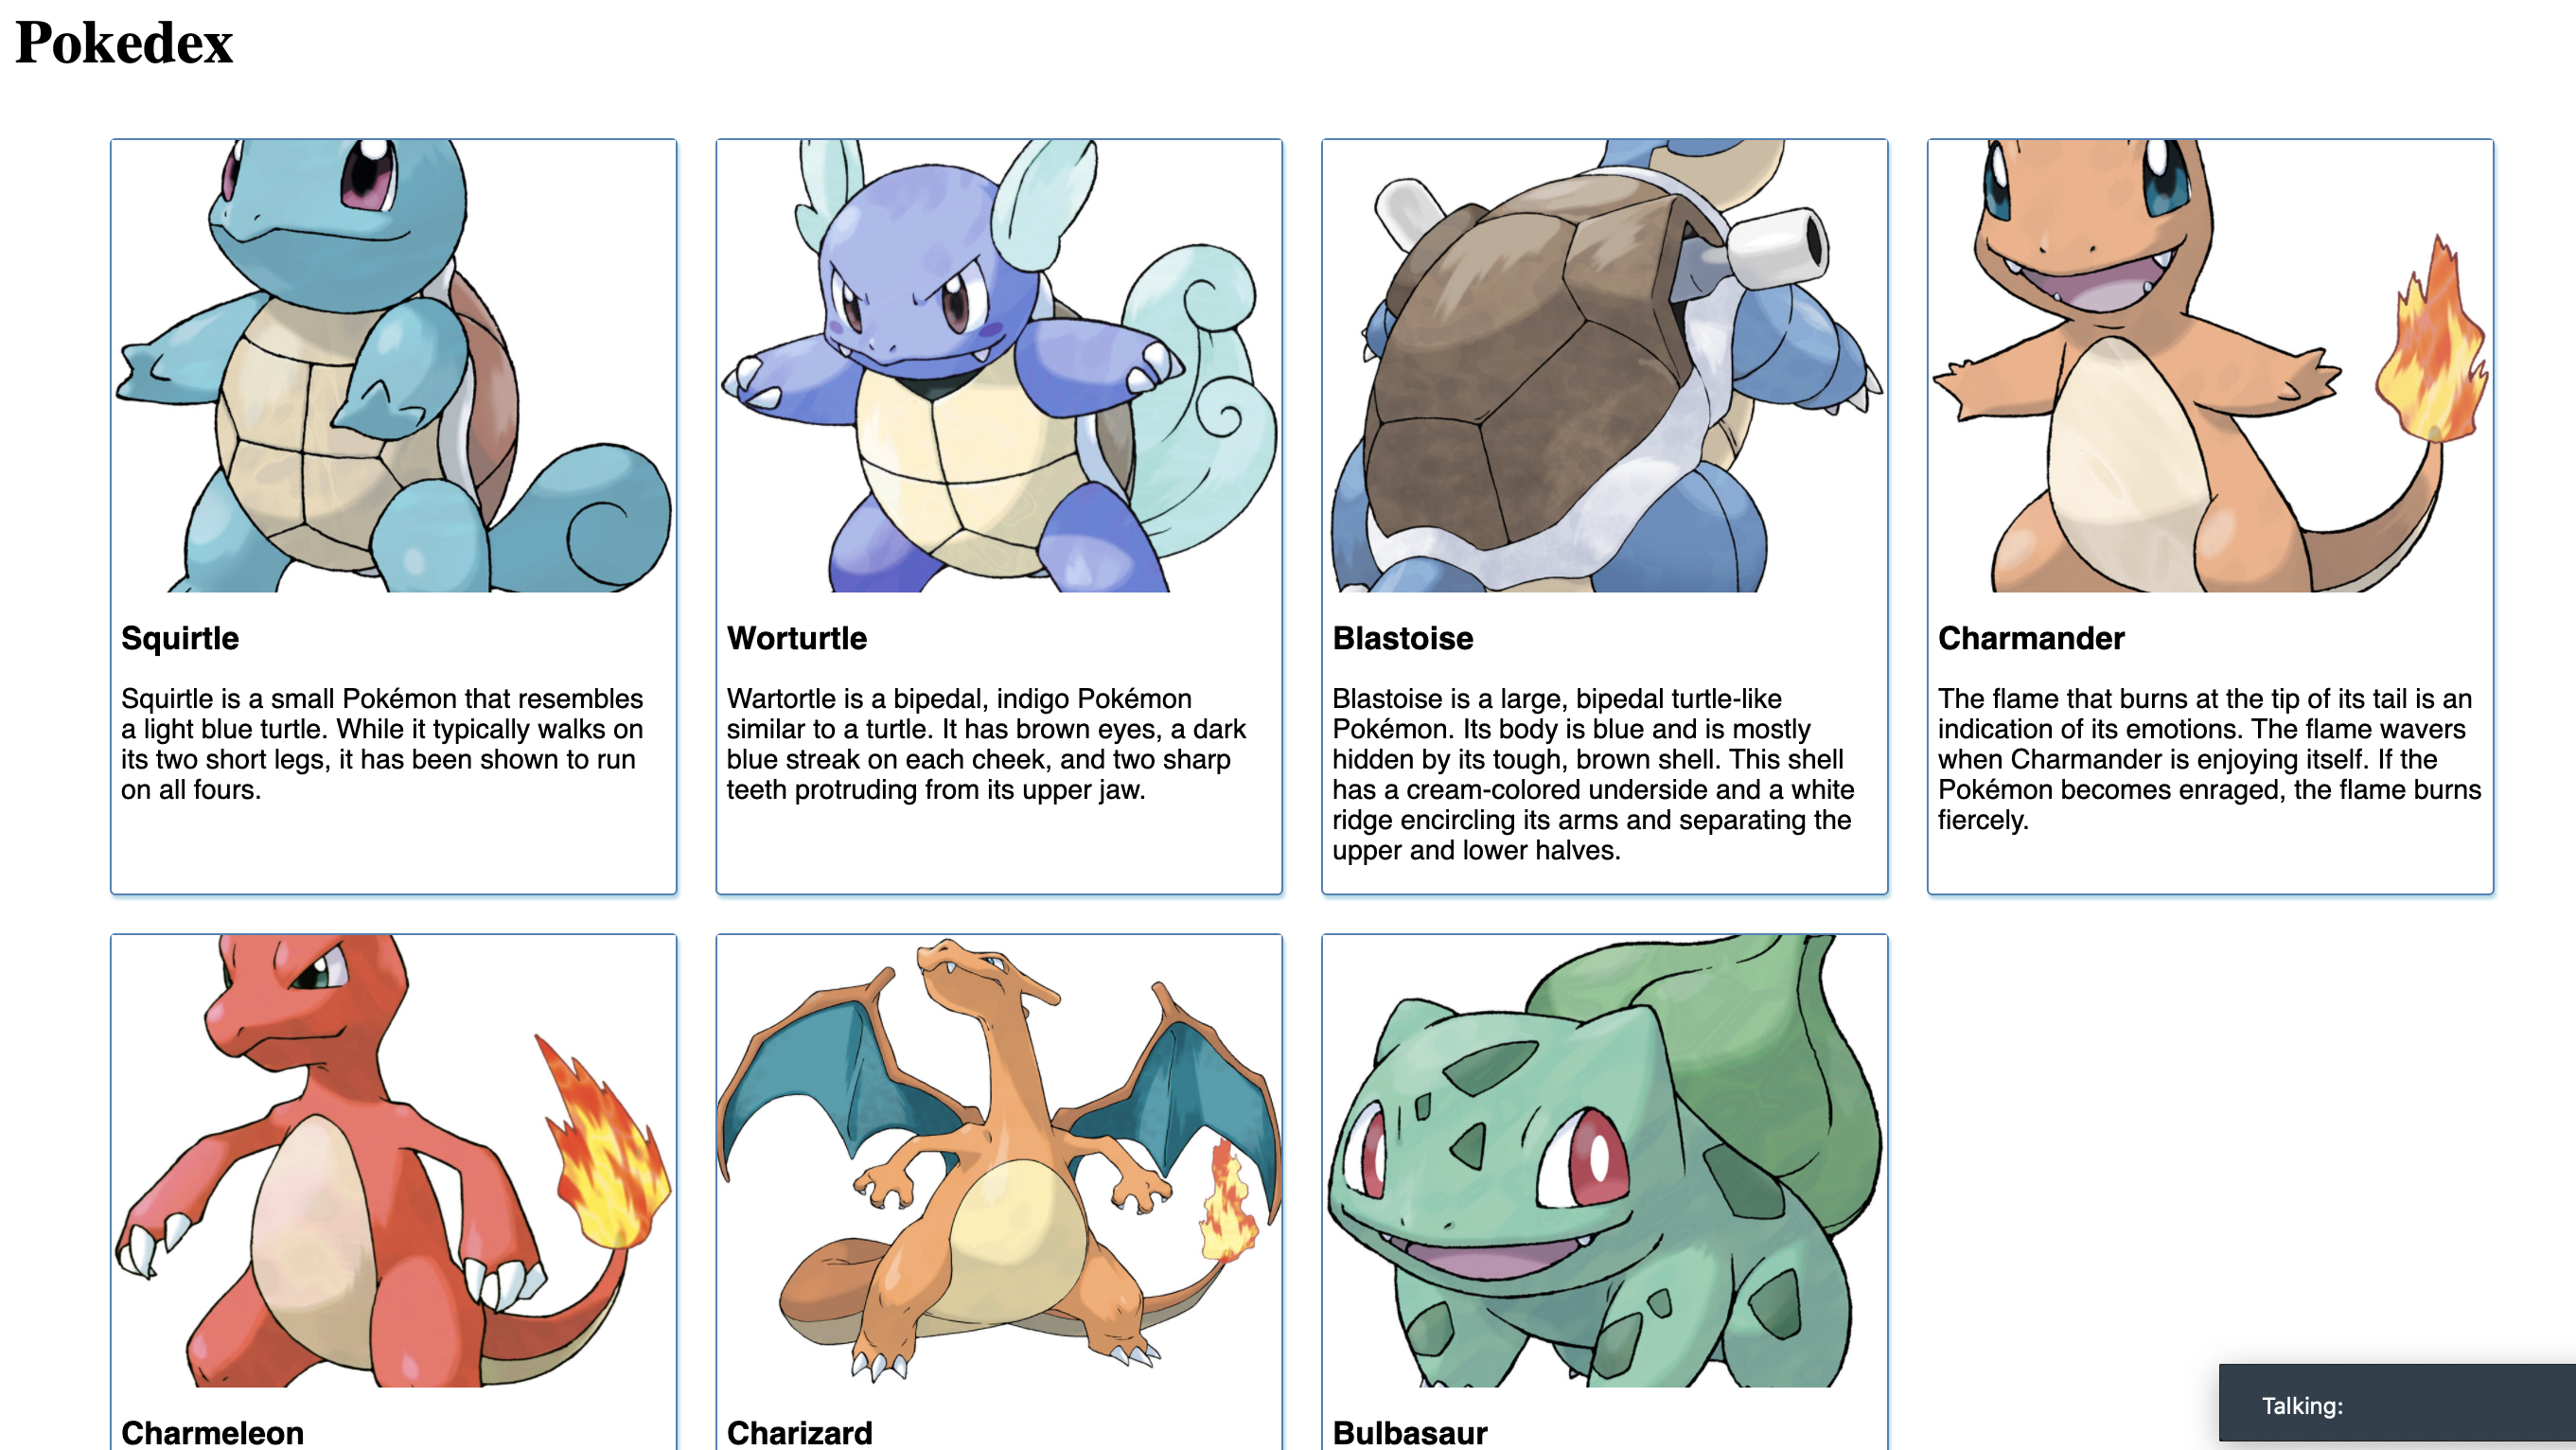 Pokedex
Squirtle
Squirtle is a small Pokémon that resembles
a light blue turtle. While it typically walks on
its two short legs, it has been shown to run
on all fours.
Worturtle
Wartortle is a bipedal, indigo Pokémon
similar to a turtle. It has brown eyes, a dark
blue streak on each cheek, and two sharp
teeth protruding from its upper jaw.
Blastoise
Blastoise is a large, bipedal turtle-like
Pokémon. Its body is blue and is mostly
hidden by its tough, brown shell. This shell
has a cream-colored underside and a white
ridge encircling its arms and separating the
upper and lower halves.
Charmander
The flame that burns at the tip of its tail is an
indication of its emotions. The flame wavers
when Charmander is enjoying itself. If the
Pokémon becomes enraged, the flame burns
fiercely.
Charmeleon
Charizard
Bulbasaur
Talking: